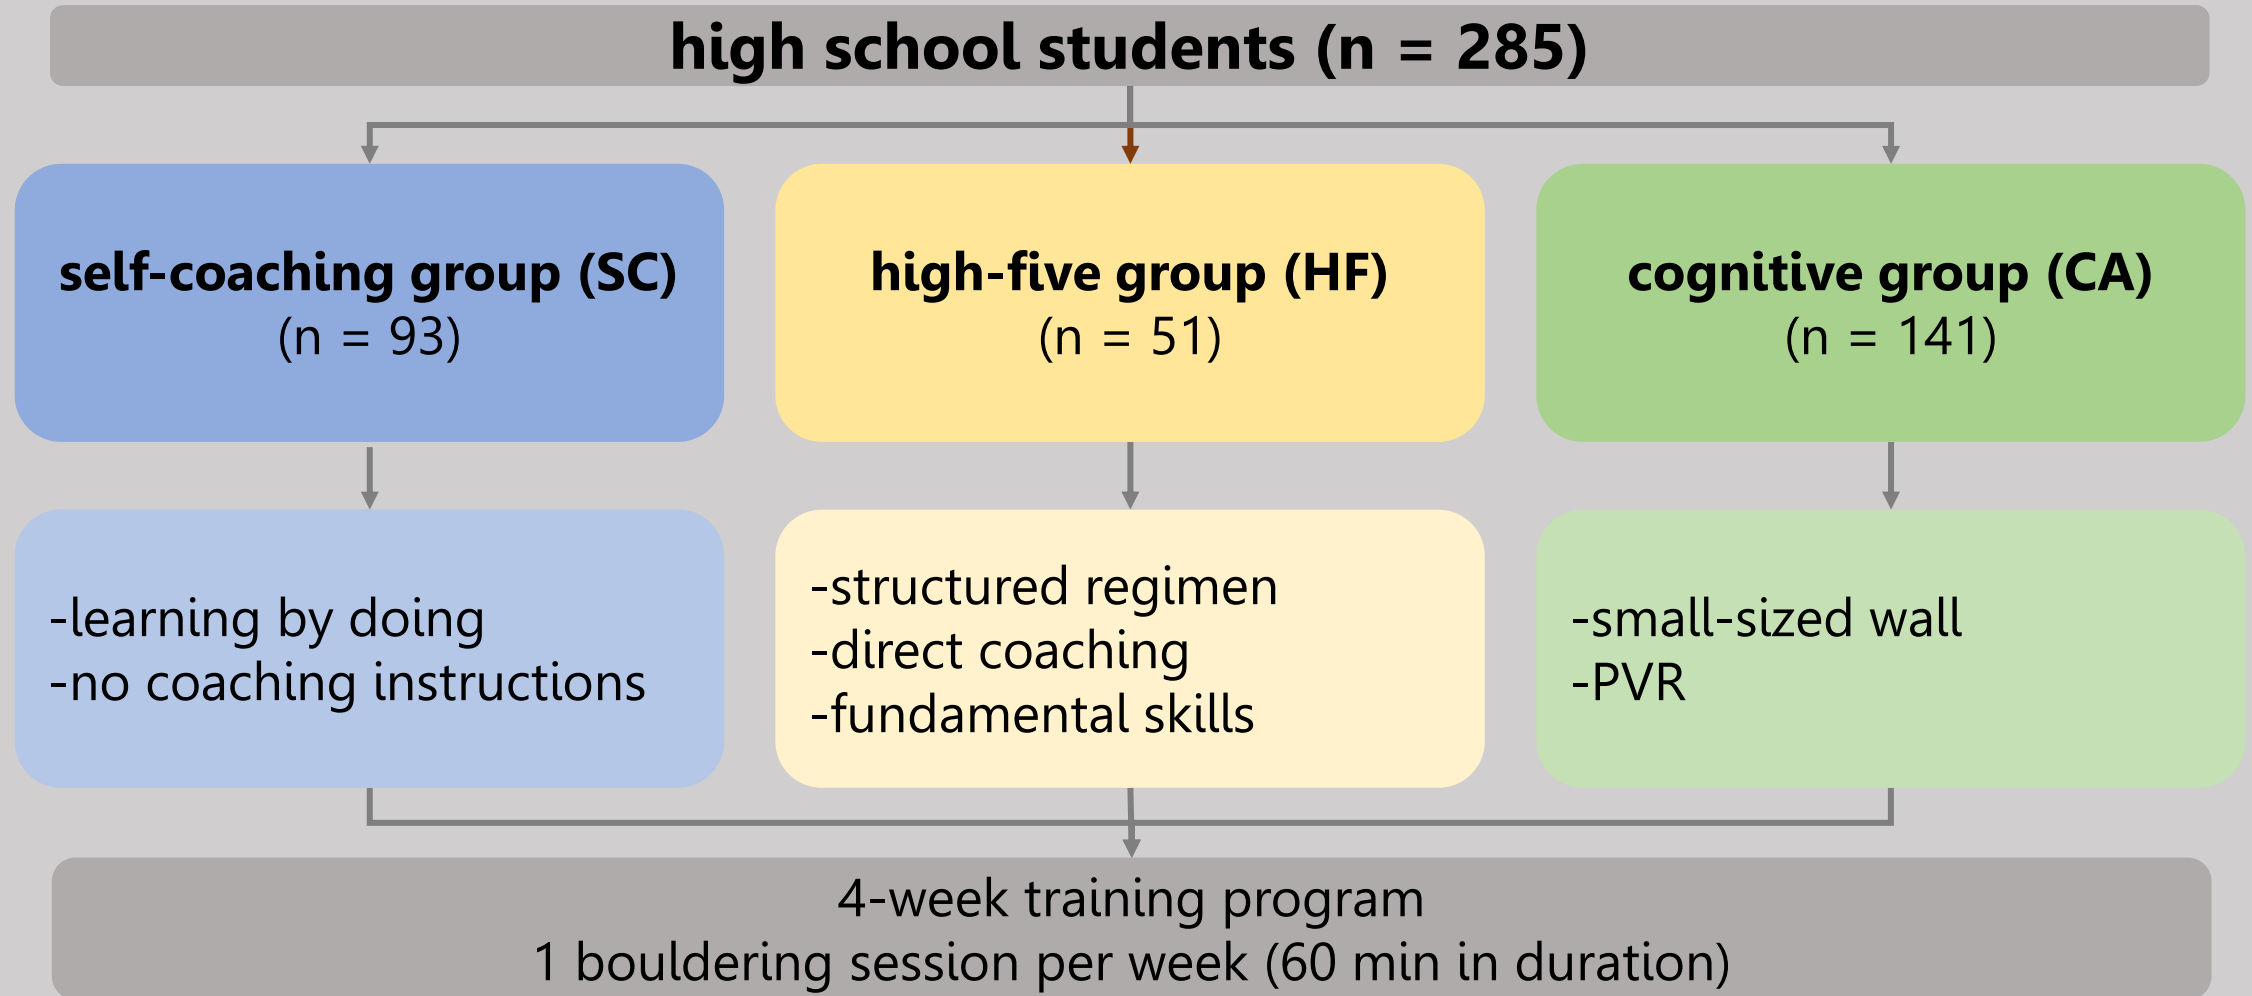 high school students (n = 285)
self-coaching group (SC)
(n = 93)
high-five group (HF)
(n = 51)
cognitive group (CA)
(n = 141)
-learning by doing
-no coaching instructions
-structured regimen
-direct coaching
-fundamental skills
-small-sized wall
-PVR
4-week training program
1 bouldering session per week (60 min in duration)